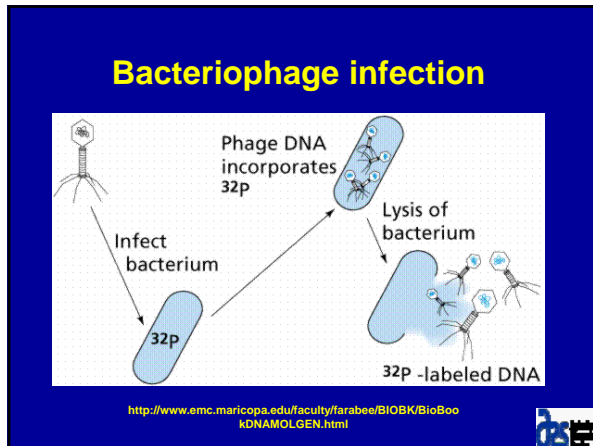 Bacteriophage infection
Phage DNA
incorporates
³²P
Infect
bacterium
Lysis of
bacterium
³²P
³²P -labeled DNA
http://www.emc.maricopa.edu/faculty/farabee/BIOBK/BioBoo
kDNAMOLGEN.html